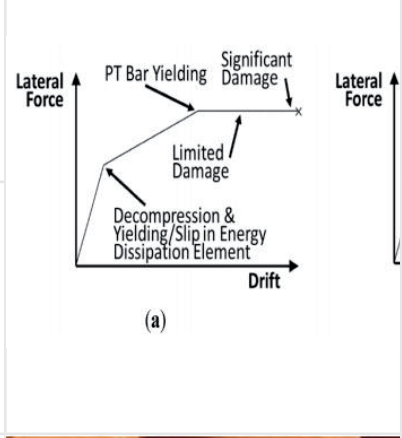 Lateral
Force
PT Bar Yielding
Significant
Damage
Limited
Damage
Decompression &
Yielding/Slip in Energy
Dissipation Element
Drift
(a)
Lateral
Force